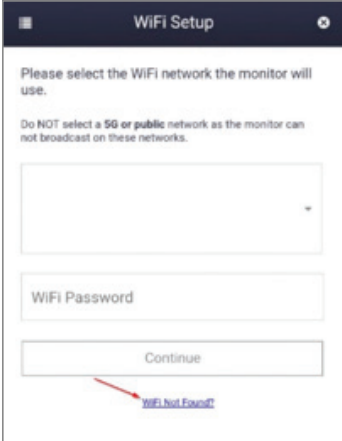 WiFi Setup
Please select the WiFi network the monitor will
use.
Do NOT select a 5G or public network as the monitor can
not broadcast on these networks.
WiFi Password
Continue
WiFi Not Found?